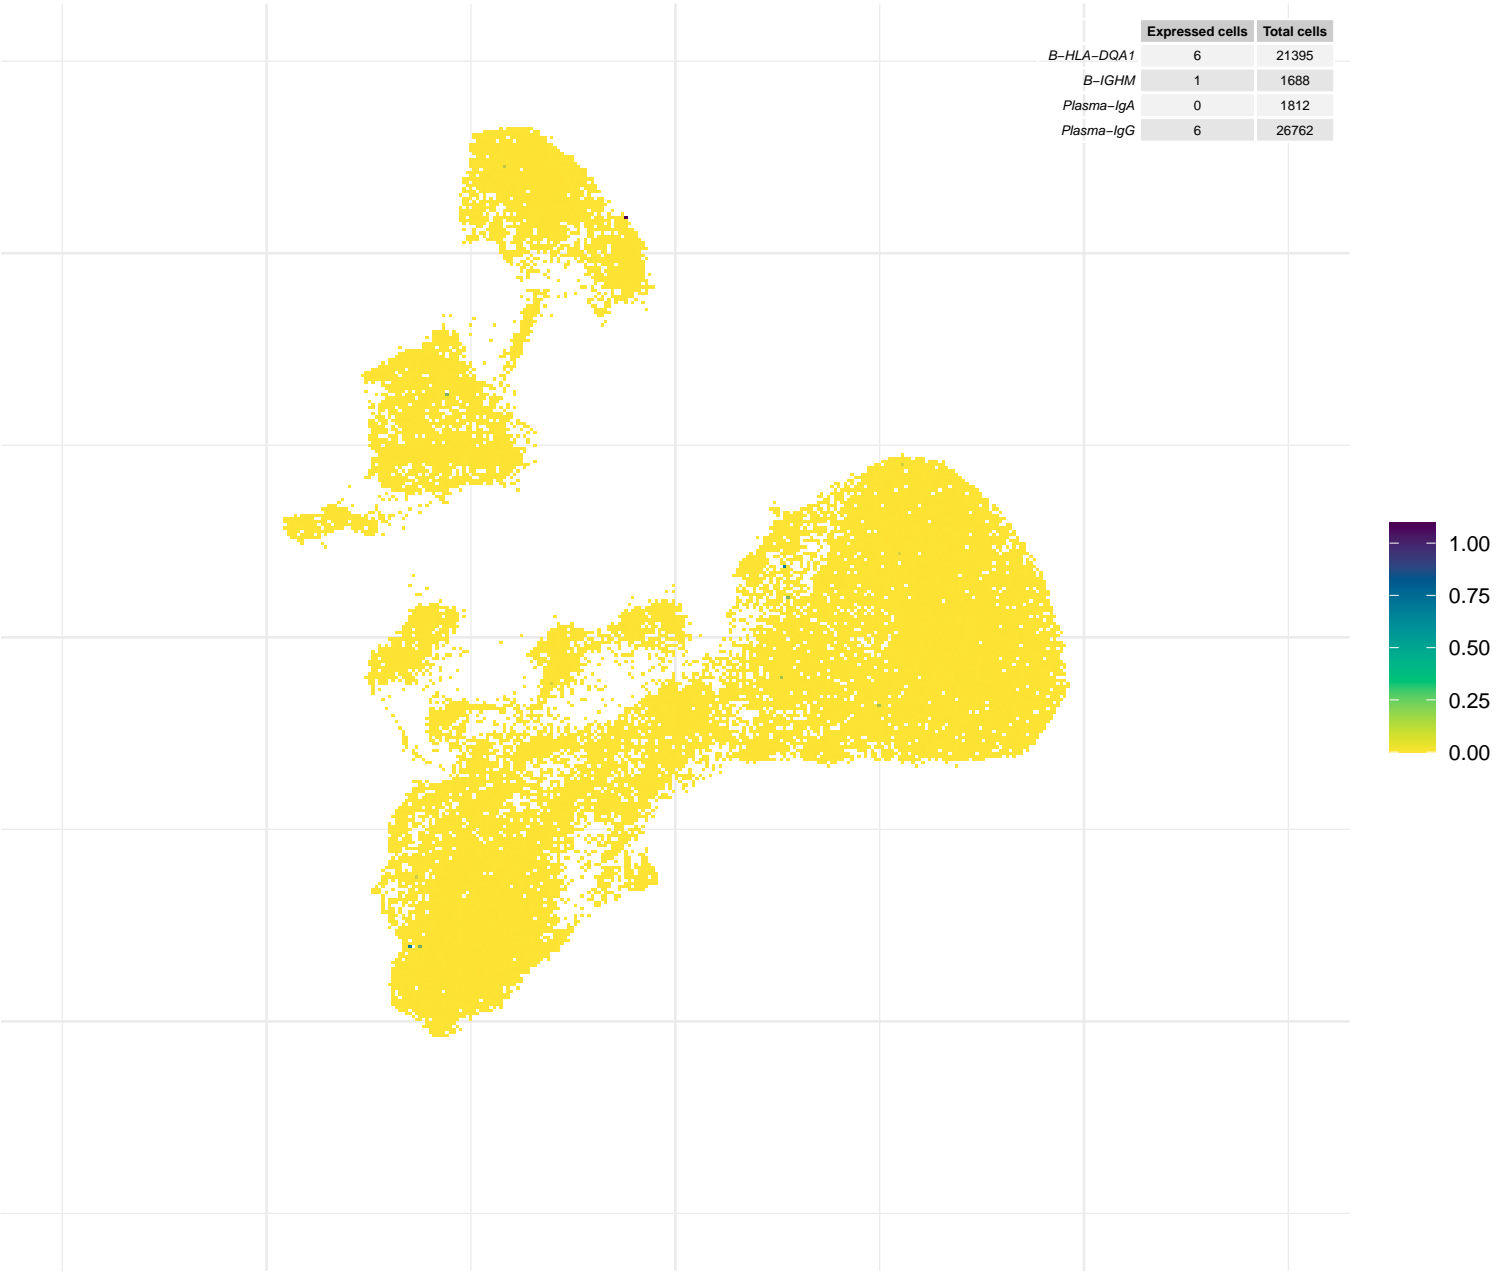 Expressed cells Total cells
B−HLA−DQA1 6 21395
B−IGHM 1 1688
Plasma−IgA 0 1812
Plasma−IgG 6 26762
1.00
0.75
0.50
0.25
0.00